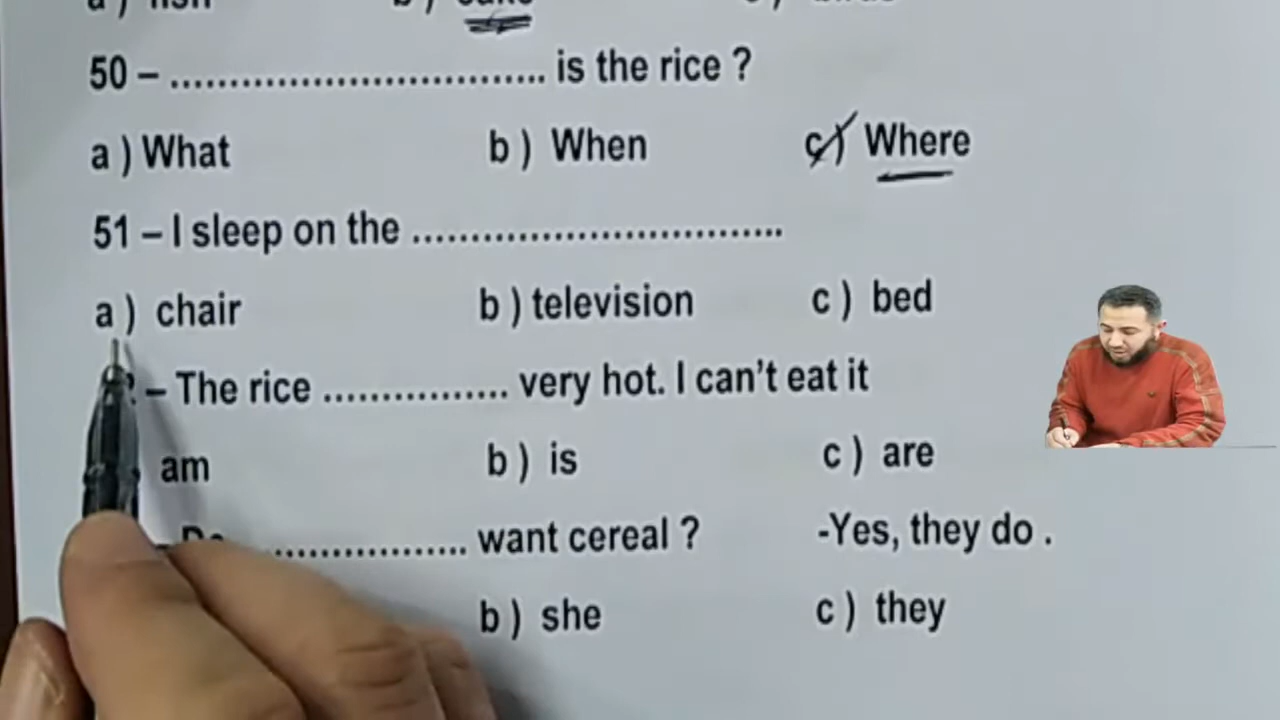 50 – .................................. is the rice ?
a ) What b ) When c) Where
51 – I sleep on the ..................................
a ) chair b ) television c ) bed
– The rice ................ very hot. I can't eat it
am b ) is c ) are
.................. want cereal ? -Yes, they do .
b ) she c ) they